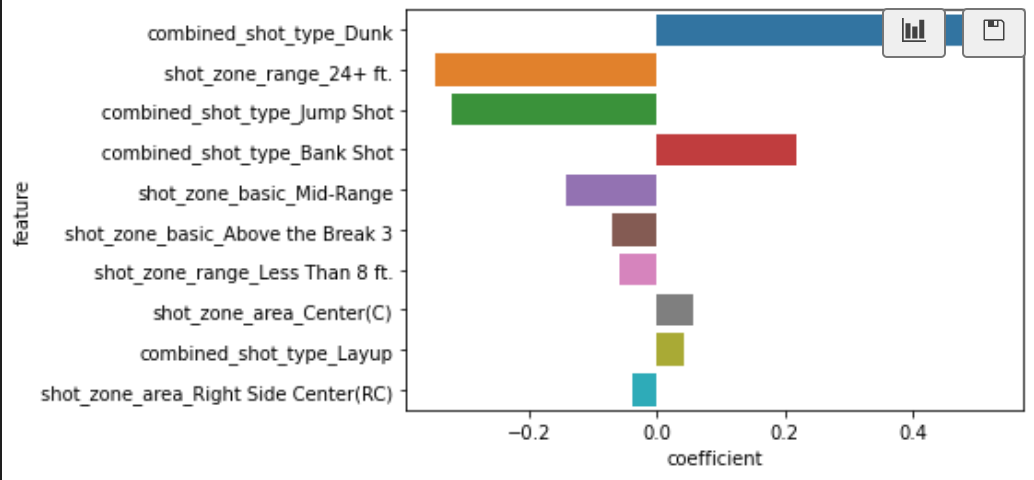 combined_shot_type_Dunk
shot_zone_range_24+ ft.
combined_shot_type_Jump Shot
combined_shot_type_Bank Shot
shot_zone_basic_Mid-Range
shot_zone_basic_Above the Break 3
shot_zone_range_Less Than 8 ft.
shot_zone_area_Center(C)
combined_shot_type_Layup
shot_zone_area_Right Side Center(RC)
feature
−0.2
0.0
0.2
0.4
coefficient